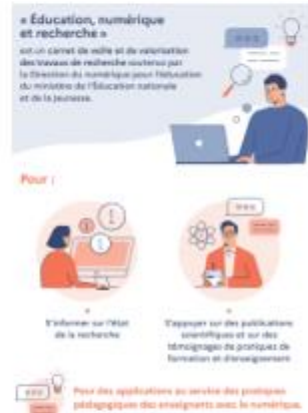 « Éducation, numérique
et recherche »
est un carnet de veille et de valorisation
des travaux de recherche soutenus par
la Direction du numérique pour l'éducation
du ministère de l'Éducation nationale
et de la Jeunesse.
Pour :
S'informer sur l'état
de la recherche
S'appuyer sur des publications
scientifiques et sur des
témoignages de pratiques de
formation et d'enseignement
Pour des applications au service des pratiques
pédagogiques des enseignants avec le numérique.